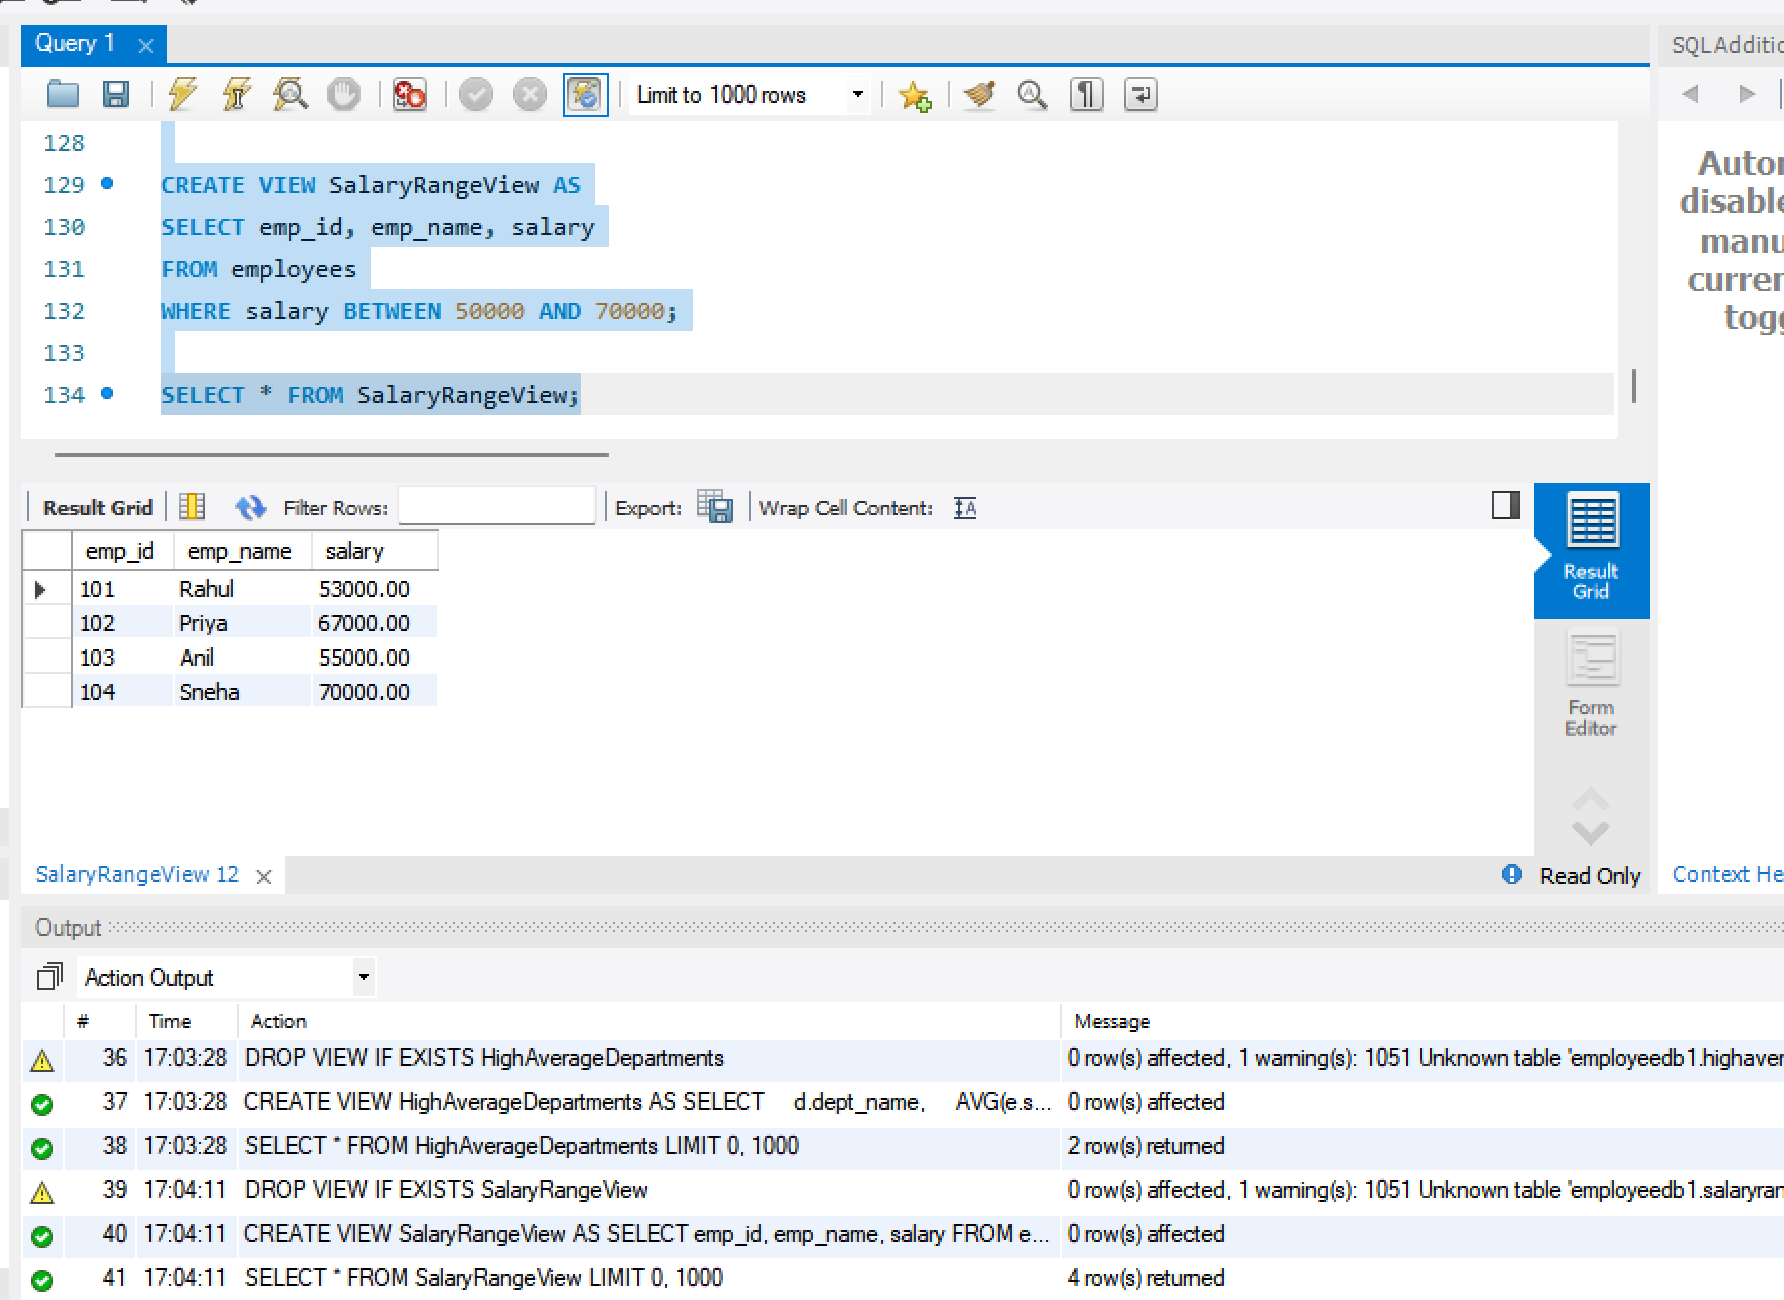 Query 1
SQLAdditio
Limit to 1000 rows
128
129 CREATE VIEW SalaryRangeView AS
130 SELECT emp_id, emp_name, salary
131 FROM employees
132 WHERE salary BETWEEN 50000 AND 70000;
133
134 SELECT * FROM SalaryRangeView;
Autor
disable
manu
currer
togg
Result Grid Filter Rows: Export: Wrap Cell Content:
emp_id emp_name salary
101 Rahul 53000.00
102 Priya 67000.00
103 Anil 55000.00
104 Sneha 70000.00
Result
Grid
Form
Editor
SalaryRangeView 12 Read Only
Context He
Output
Action Output
# Time Action Message
36 17:03:28 DROP VIEW IF EXISTS HighAverageDepartments 0 row(s) affected, 1 warning(s): 1051 Unknown table 'employeedb1.highaver
37 17:03:28 CREATE VIEW HighAverageDepartments AS SELECT d.dept_name, AVG(e.s... 0 row(s) affected
38 17:03:28 SELECT * FROM HighAverageDepartments LIMIT 0, 1000 2 row(s) returned
39 17:04:11 DROP VIEW IF EXISTS SalaryRangeView 0 row(s) affected, 1 warning(s): 1051 Unknown table 'employeedb1.salaryran
40 17:04:11 CREATE VIEW SalaryRangeView AS SELECT emp_id, emp_name, salary FROM e... 0 row(s) affected
41 17:04:11 SELECT * FROM SalaryRangeView LIMIT 0, 1000 4 row(s) returned